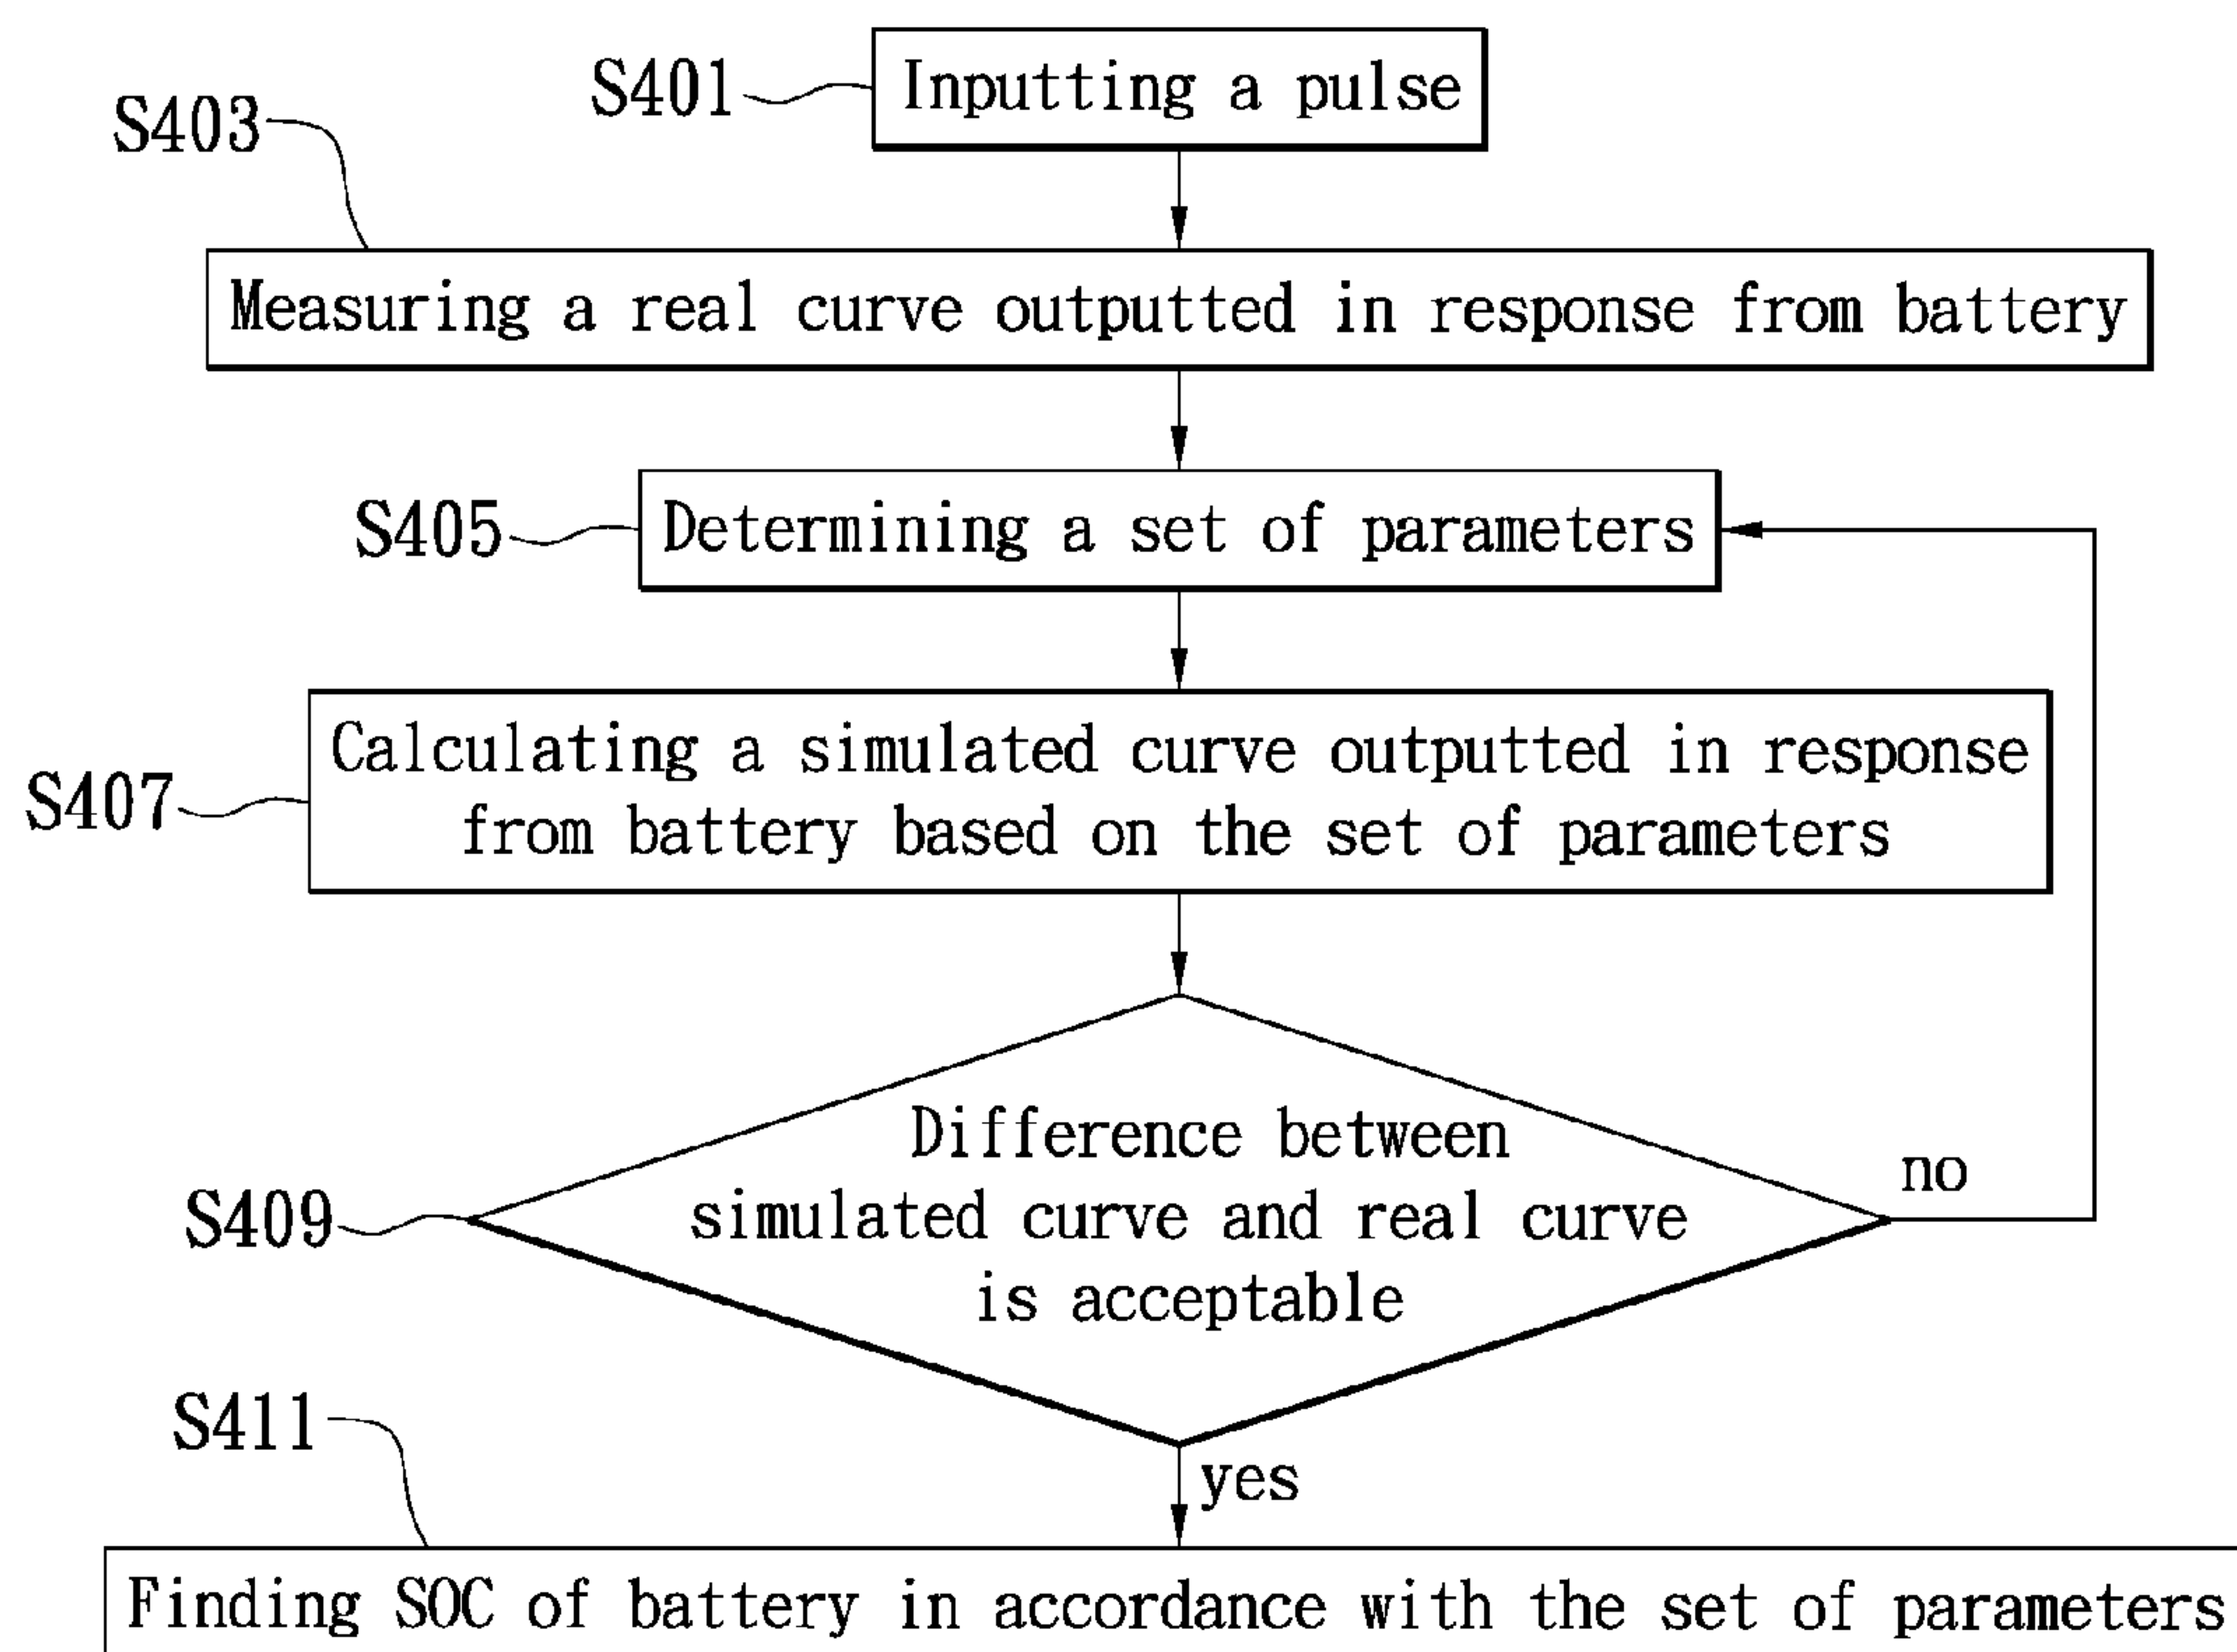 S401
Inputting a pulse
S403
Measuring a real curve outputted in response from battery
S405
Determining a set of parameters
S407
Calculating a simulated curve outputted in response
from battery based on the set of parameters
S409
Difference between
simulated curve and real curve
is acceptable
no
yes
S411
Finding SOC of battery in accordance with the set of parameters